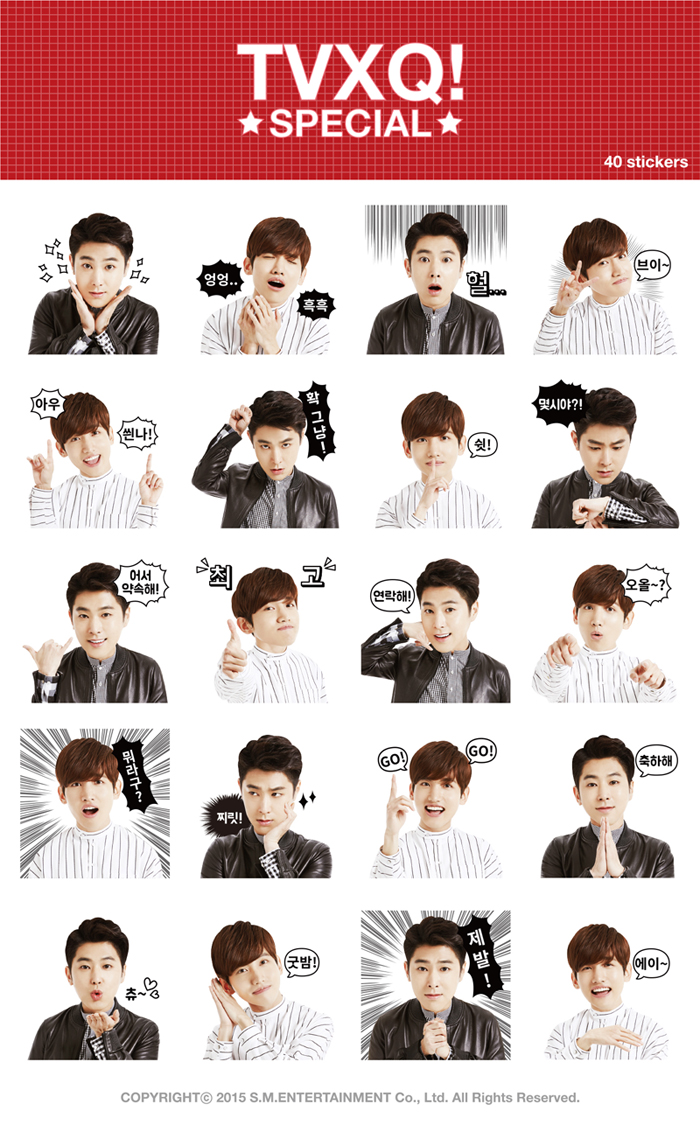 TVXQ!
★SPECIAL★
40 stickers
엉엉..
흑흑
헐...
브이~
아우
씐나!
확 그냥!
쉿!
몇시야?!
어서
약속해!
최고
연락해!
오올~?
뭐라구?
찌릿!
GO!
GO!
축하해
츄~
굿밤!
제발!
에이~
COPYRIGHTⓒ 2015 S.M.ENTERTAINMENT Co., Ltd. All Rights Reserved.